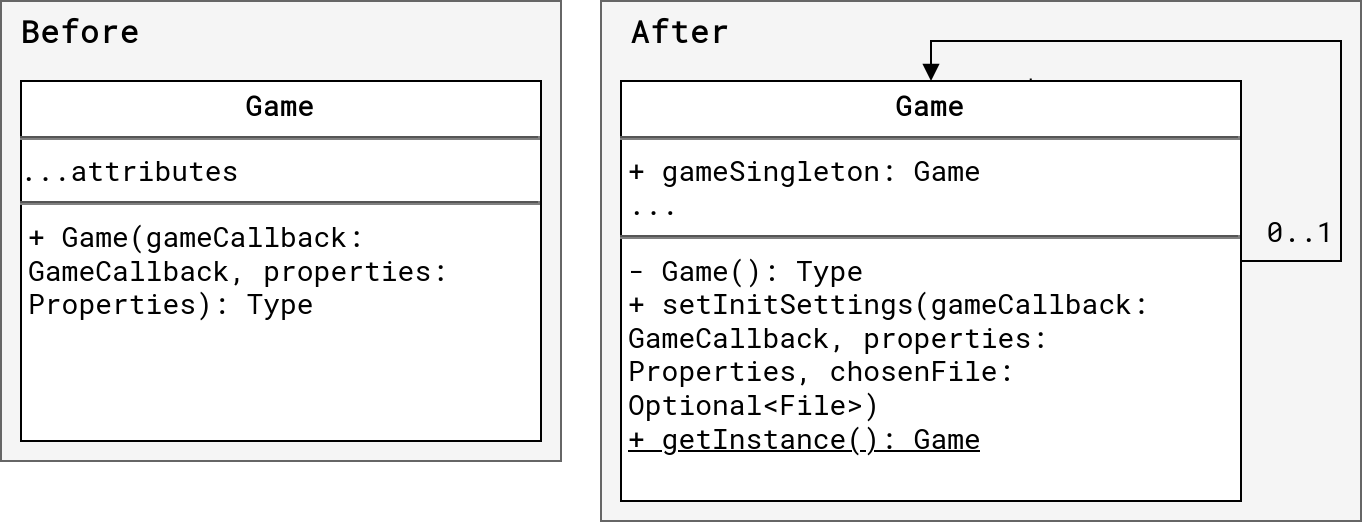 Before
Game
...attributes
+ Game(gameCallback:
GameCallback, properties:
Properties): Type
After
Game
+ gameSingleton: Game
...
- Game(): Type
+ setInitSettings(gameCallback:
GameCallback, properties:
Properties, chosenFile:
Optional<File>)
+ getInstance(): Game
0..1